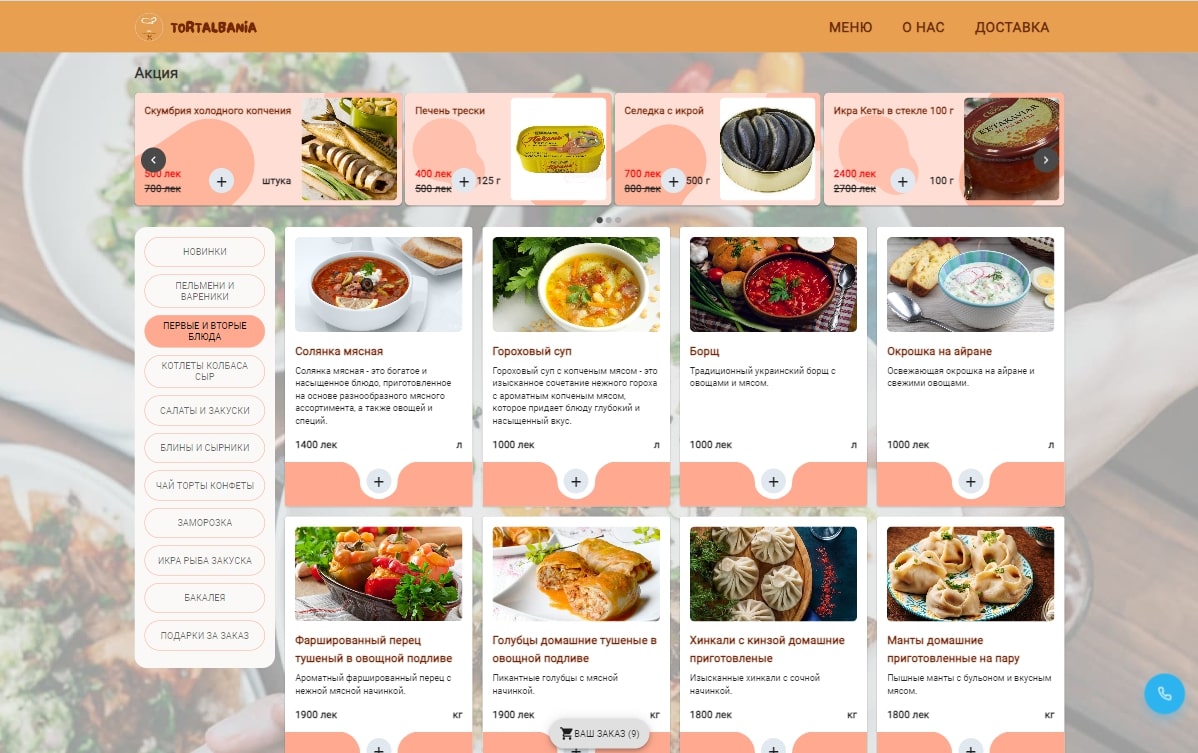 TORTALBANIA
МЕНЮ О НАС ДОСТАВКА
Акция
Скумбрия холодного копчения
500 лек
700 лек
+
штука
Печень трески
400 лек
500 лек
+
125 г
Селедка с икрой
700 лек
800 лек
+
500 г
Икра Кеты в стекле 100 г
2400 лек
2700 лек
+
100 г
НОВИНКИ
ПЕЛЬМЕНИ И
ВАРЕНИКИ
ПЕРВЫЕ И ВТОРЫЕ
БЛЮДА
КОТЛЕТЫ КОЛБАСА
СЫР
САЛАТЫ И ЗАКУСКИ
БЛИНЫ И СЫРНИКИ
ЧАЙ ТОРТЫ КОНФЕТЫ
ЗАМОРОЗКА
ИКРА РЫБА ЗАКУСКА
БАКАЛЕЯ
ПОДАРКИ ЗА ЗАКАЗ
Солянка мясная
Солянка мясная - это богатое и
насыщенное блюдо, приготовленное
на основе разнообразного мясного
ассортимента, а также овощей и
специй.
1400 лек л
+
Гороховый суп
Гороховый суп с копченым мясом - это
изысканное сочетание нежного гороха
с ароматным копченым мясом,
которое придает блюду глубокий и
насыщенный вкус.
1000 лек л
+
Борщ
Традиционный украинский борщ с
овощами и мясом.
1000 лек л
+
Окрошка на айране
Освежающая окрошка на айране и
свежими овощами.
1000 лек л
+
Фаршированный перец
тушеный в овощной подливе
Ароматный фаршированный перец с
нежной мясной начинкой.
1900 лек кг
+
Голубцы домашние тушеные в
овощной подливе
Пикантные голубцы с мясной
начинкой.
1900 лек кг
Хинкали с кинзой домашние
приготовленые
Изысканные хинкали с сочной
начинкой.
1800 лек кг
+
Манты домашние
приготовленные на пару
Пышные манты с бульоном и вкусным
мясом.
1800 лек кг
+
ВАШ ЗАКАЗ (9)